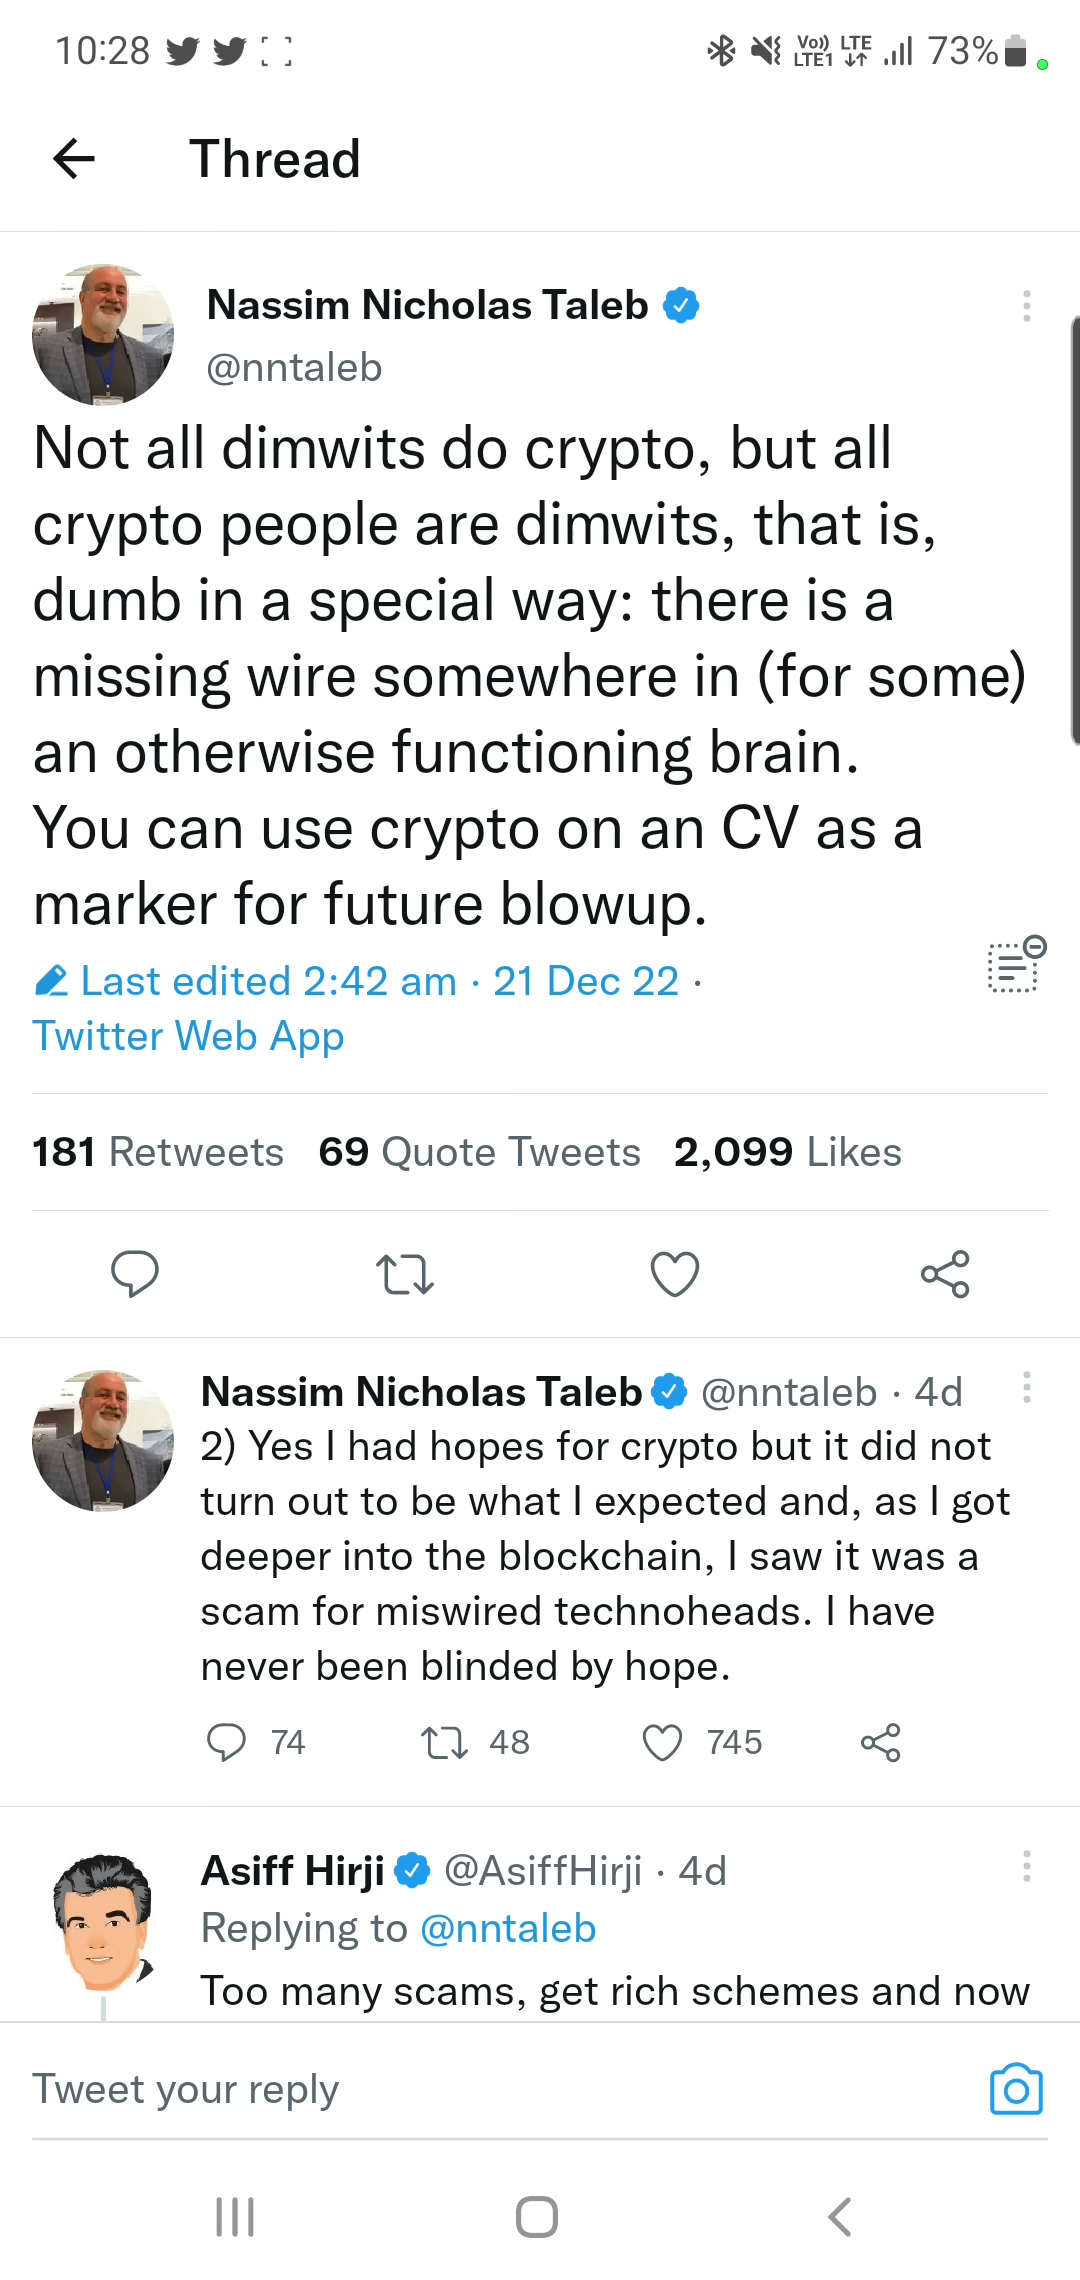 10:28
Vo)) LTE
LTE1
73%
Thread
Nassim Nicholas Taleb
@nntaleb
Not all dimwits do crypto, but all
crypto people are dimwits, that is,
dumb in a special way: there is a
missing wire somewhere in (for some)
an otherwise functioning brain.
You can use crypto on an CV as a
marker for future blowup.
Last edited 2:42 am · 21 Dec 22 ·
Twitter Web App
181 Retweets 69 Quote Tweets 2,099 Likes
Nassim Nicholas Taleb @nntaleb · 4d
2) Yes I had hopes for crypto but it did not
turn out to be what I expected and, as I got
deeper into the blockchain, I saw it was a
scam for miswired technoheads. I have
never been blinded by hope.
74 48 745
Asiff Hirji @AsiffHirji · 4d
Replying to @nntaleb
Too many scams, get rich schemes and now
Tweet your reply